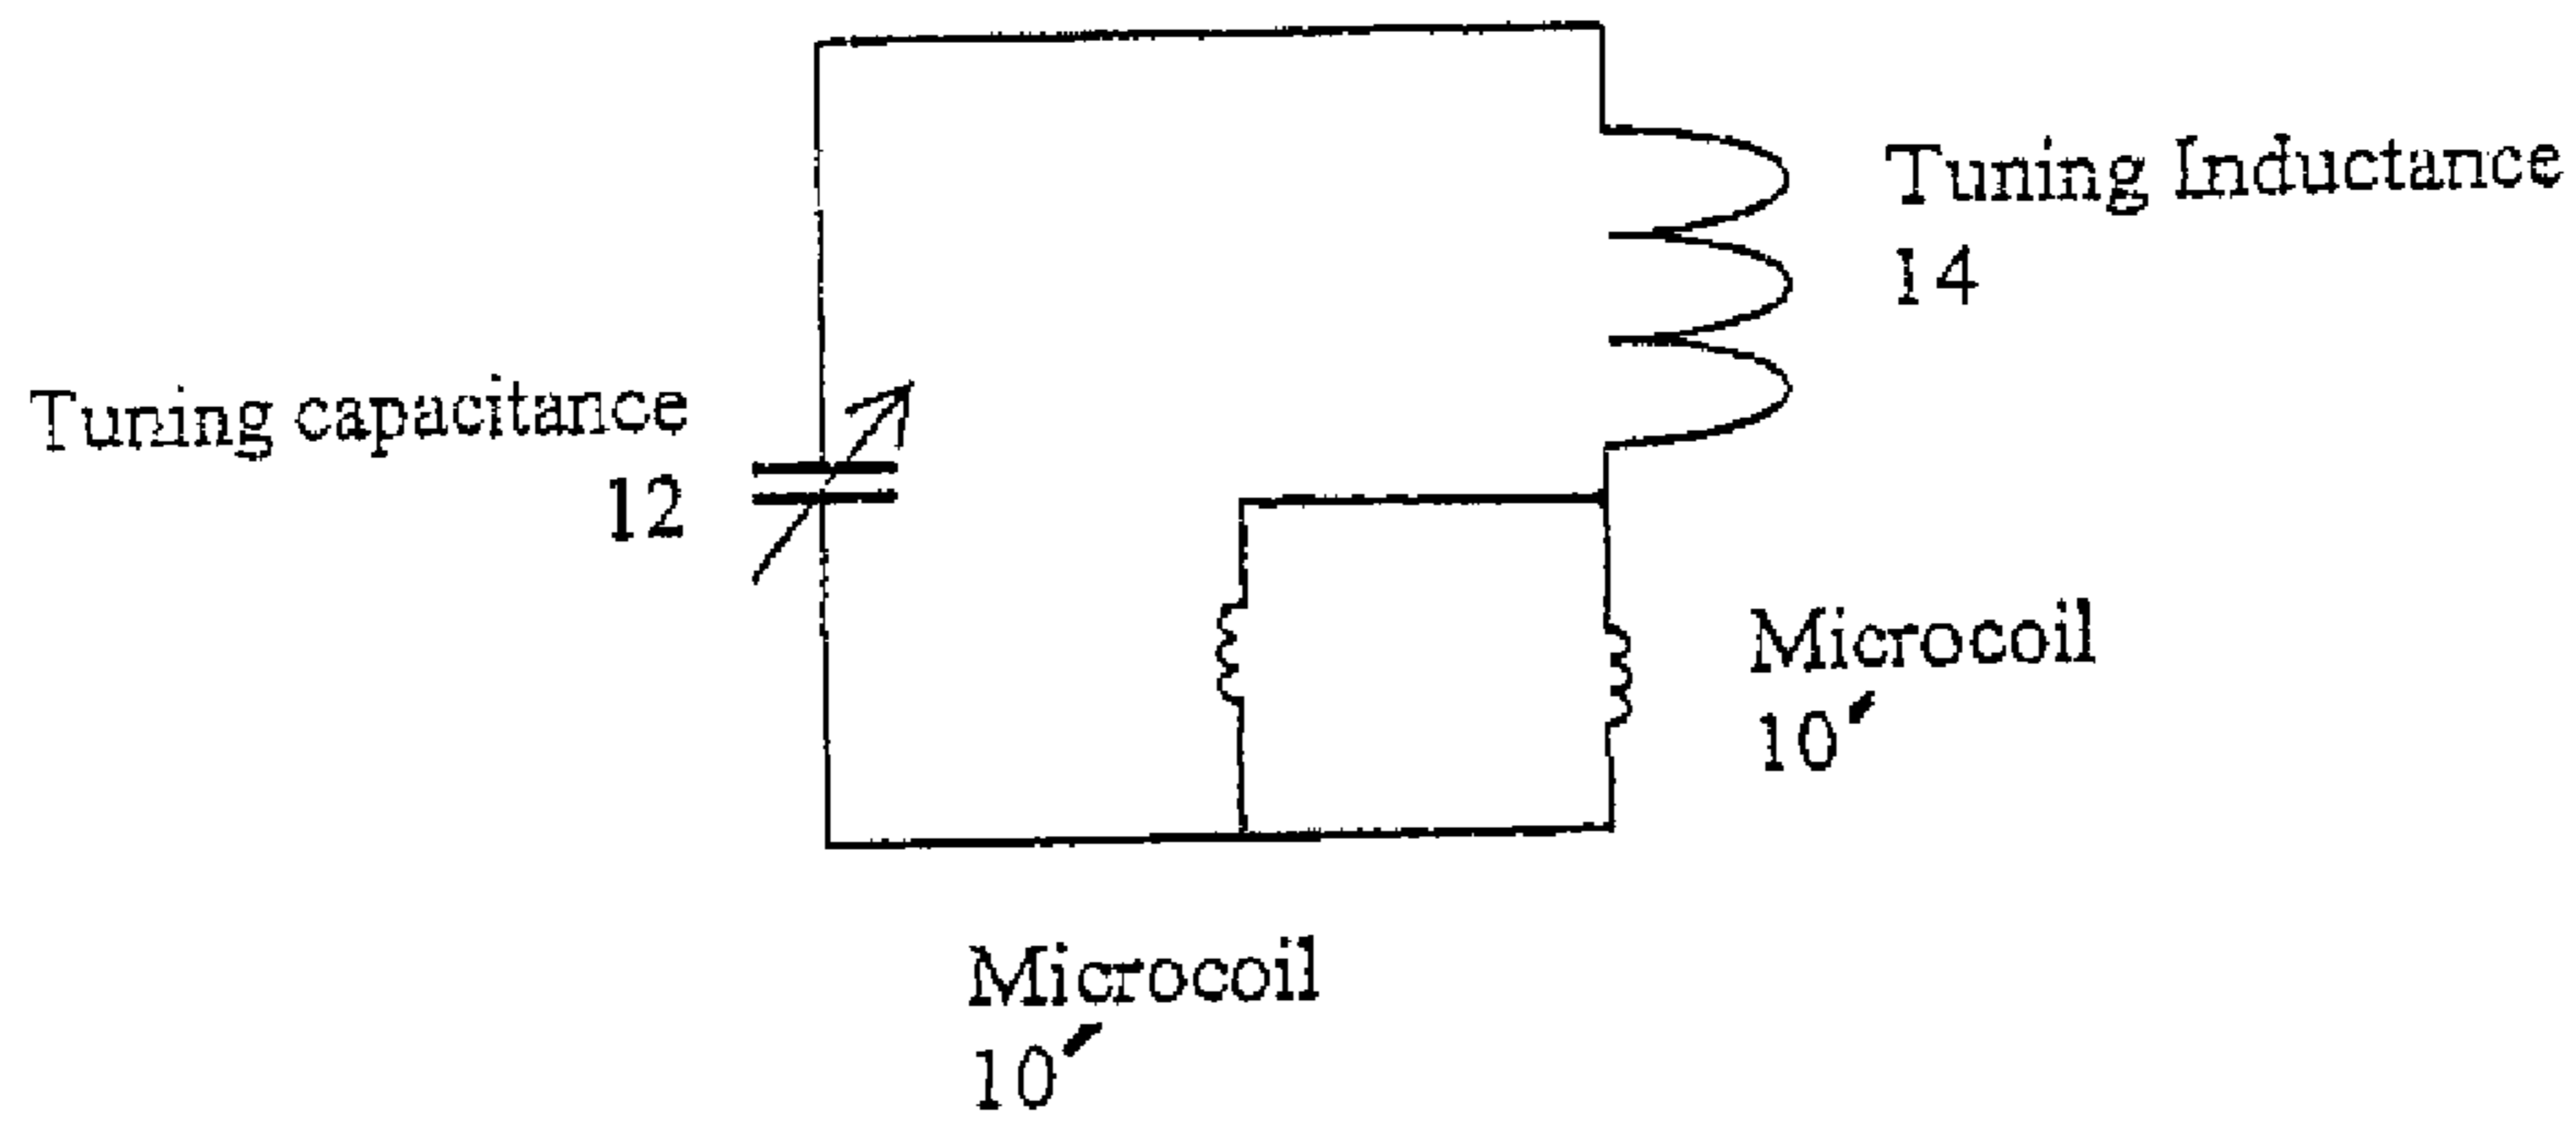 Tuning Inductance
14
Tuning capacitance
12
Microcoil
10′
Microcoil
10′